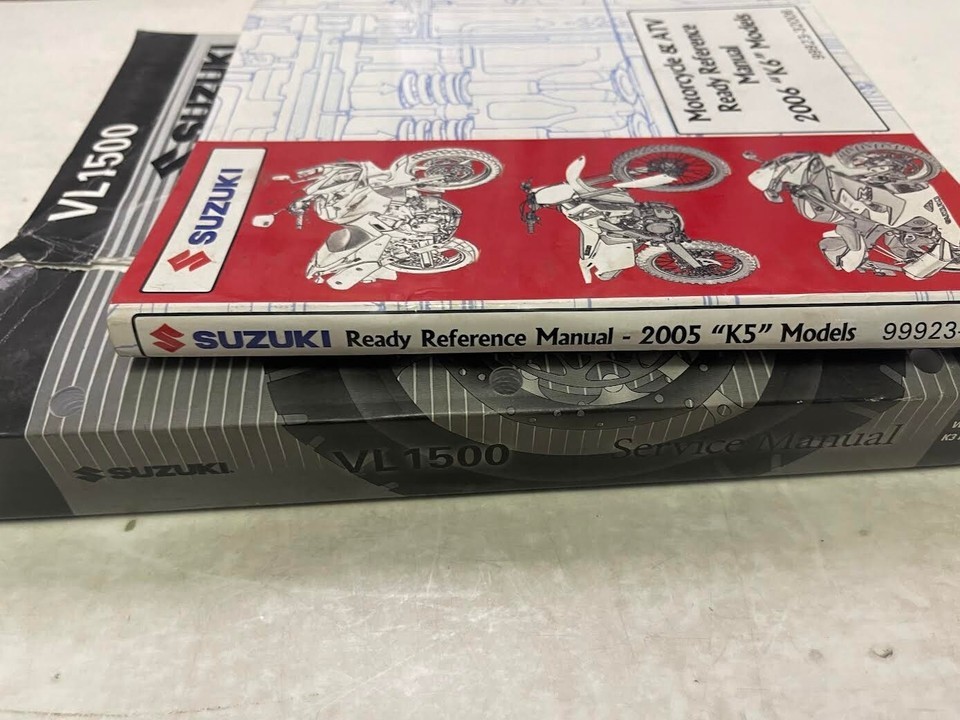 VL1500
SUZUKI
Motorcycle & ATV
Ready Reference
Manual
2006 "K6" Models
SUZUKI
SUZUKI Ready Reference Manual - 2005 "K5" Models 99923-
SUZUKI VL1500 Service Manual
K3